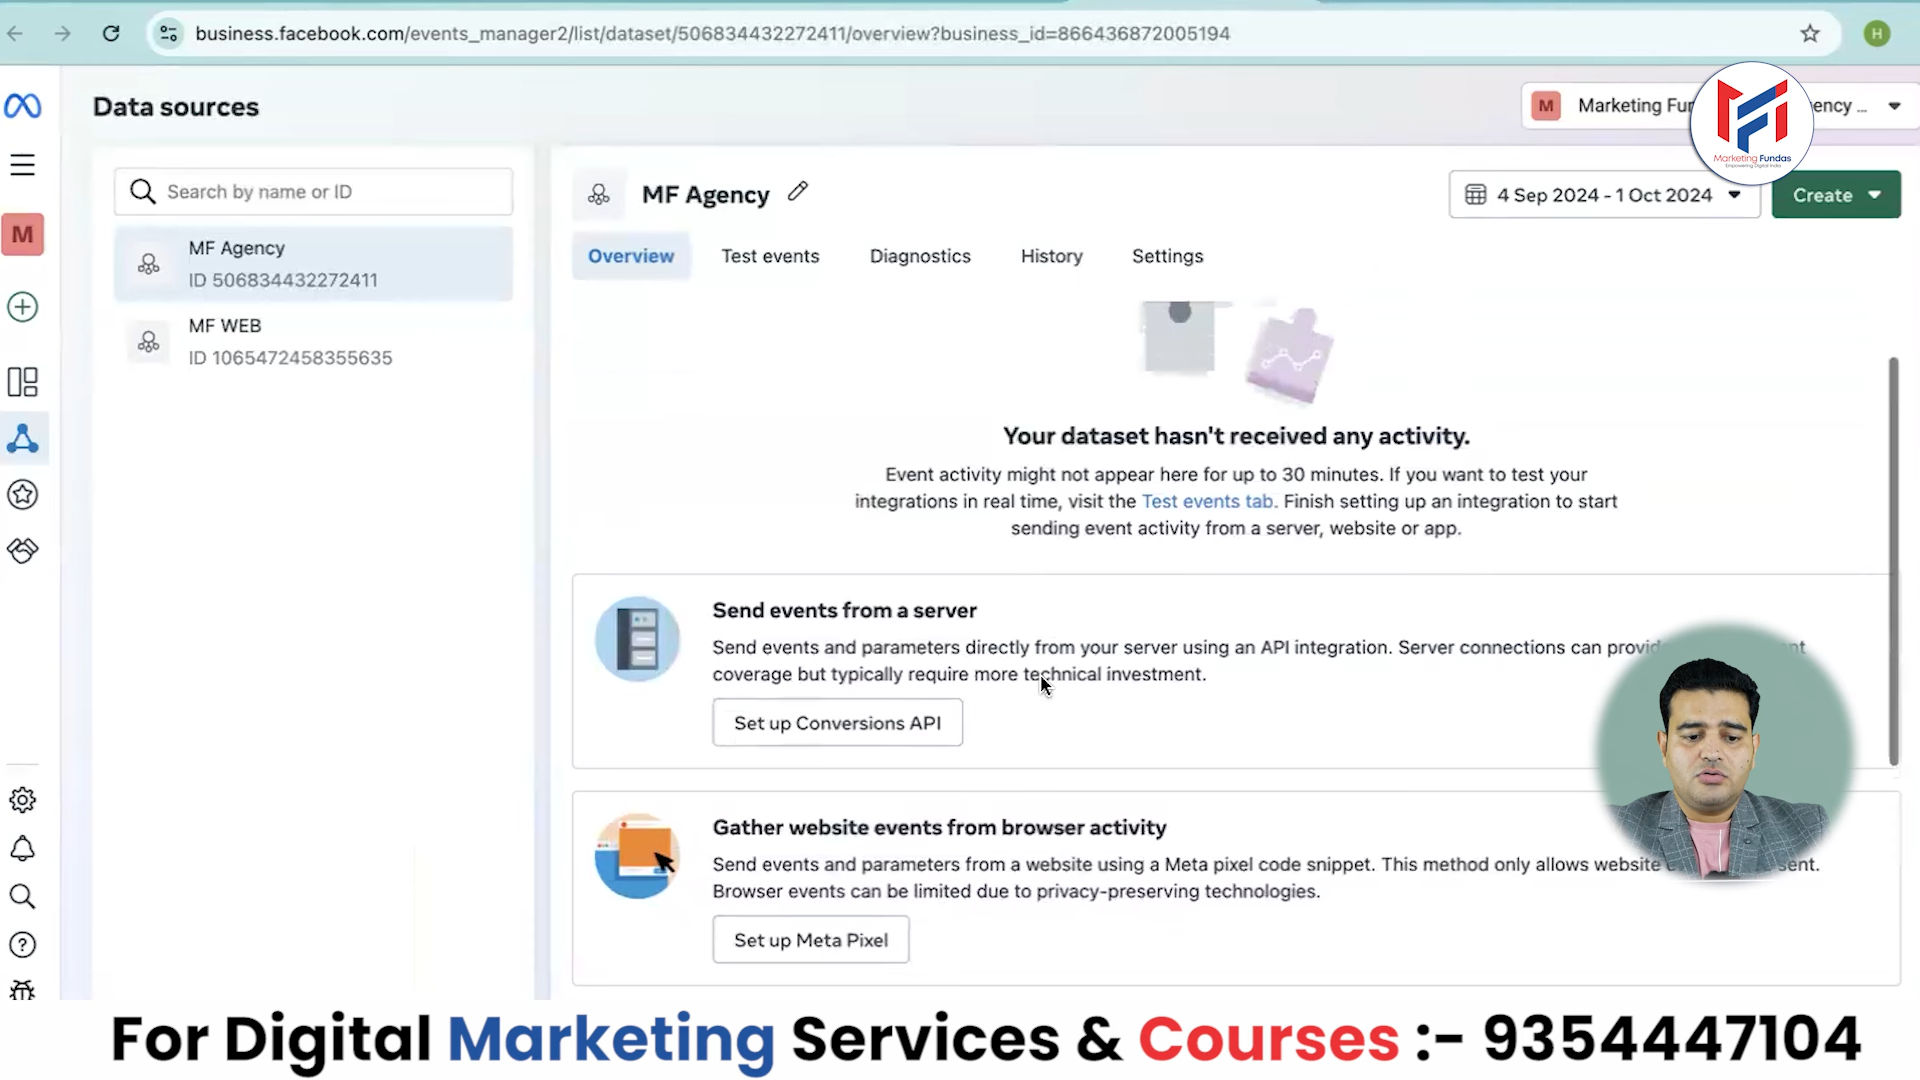 business.facebook.com/events_manager2/list/dataset/506834432272411/overview?business_id=866436872005194
H
Data sources
M
Marketing Fu
ency ...
Marketing Fundas
Empowering Digital India
Search by name or ID
MF Agency
4 Sep 2024 - 1 Oct 2024
Create
M
MF Agency
ID 506834432272411
Overview
Test events
Diagnostics
History
Settings
MF WEB
ID 1065472458355635
Your dataset hasn't received any activity.
Event activity might not appear here for up to 30 minutes. If you want to test your
integrations in real time, visit the Test events tab. Finish setting up an integration to start
sending event activity from a server, website or app.
Send events from a server
Send events and parameters directly from your server using an API integration. Server connections can
coverage but typically require more technical investment.
Set up Conversions API
Gather website events from browser activity
Send events and parameters from a website using a Meta pixel code snippet. This method only allows website sent.
Browser events can be limited due to privacy-preserving technologies.
Set up Meta Pixel
For Digital Marketing Services & Courses :- 9354447104